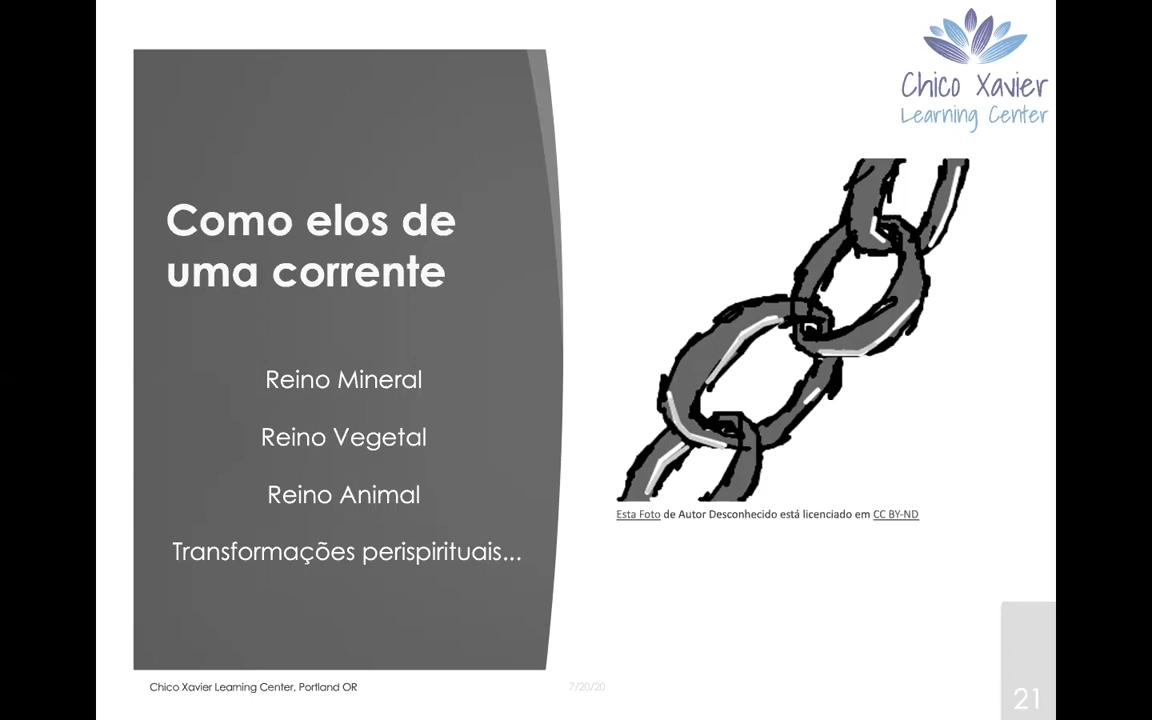 Chico Xavier
Learning Center
Como elos de
uma corrente
Reino Mineral
Reino Vegetal
Reino Animal
Transformações perispirituais...
Esta Foto de Autor Desconhecido está licenciado em CC BY-ND
Chico Xavier Learning Center, Portland OR
7/20/20
21